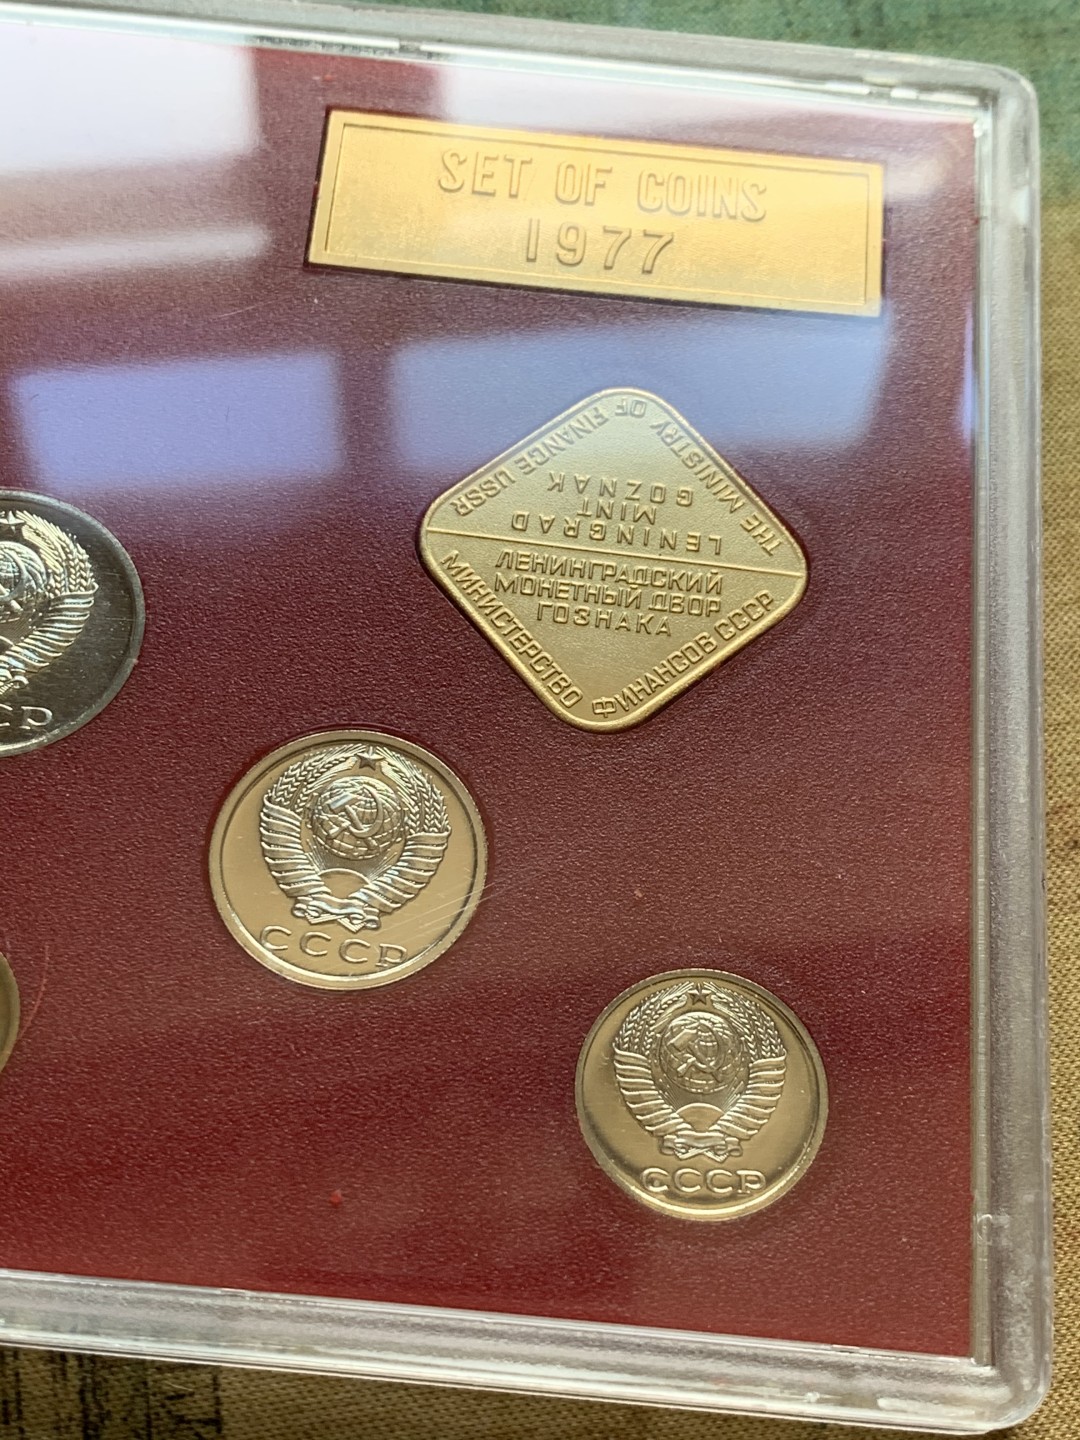 SET OF COINS
1977
THE MINISTRY OF FINANCE USSR
LENINGRAD
MINT
GOZNAK
ЛЕНИНГРАДСКИЙ
МОНЕТНЫЙ ДВОР
ГОЗНАКА
МИНИСТЕРСТВО ФИНАНСОВ СССР
СССР
СССР